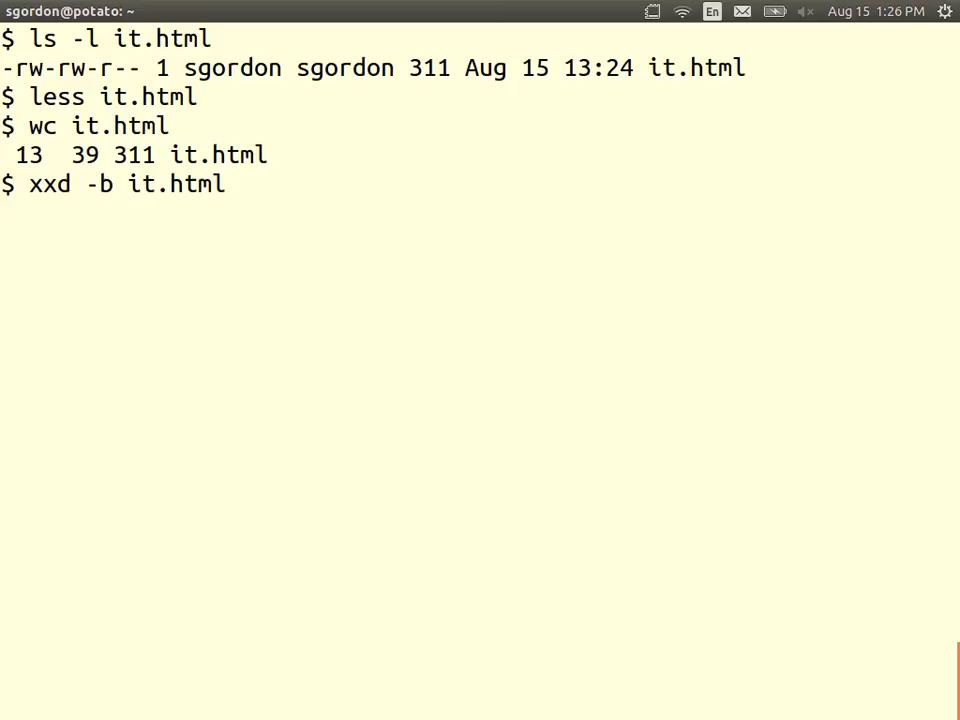 sgordon@potato: ~
En
Aug 15 1:26 PM
$ ls -l it.html
-rw-rw-r-- 1 sgordon sgordon 311 Aug 15 13:24 it.html
$ less it.html
$ wc it.html
 13  39 311 it.html
$ xxd -b it.html